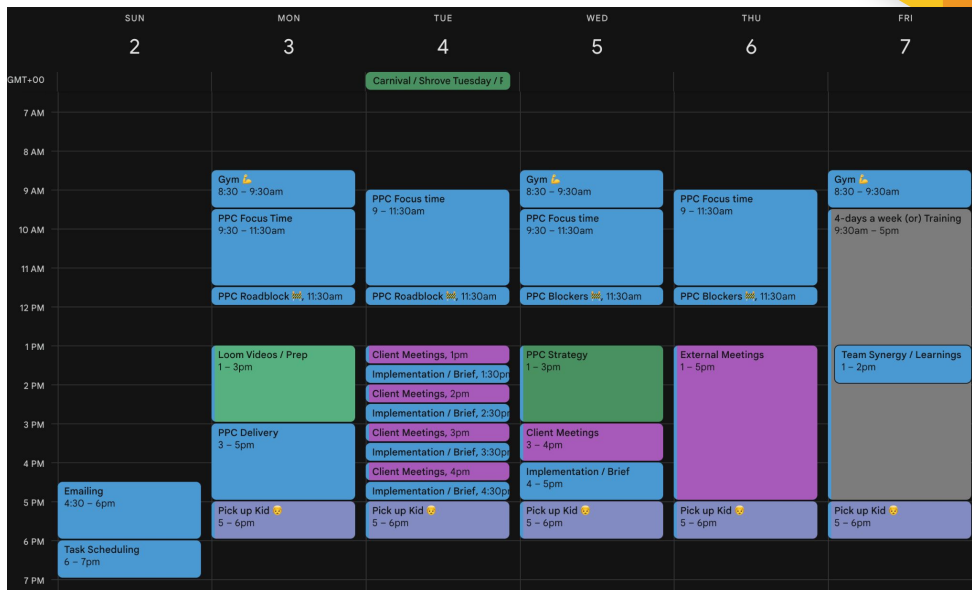 SUN MON TUE WED THU FRI
2 3 4 5 6 7
GMT+00
Carnival / Shrove Tuesday / F
7 AM
8 AM
9 AM
10 AM
11 AM
12 PM
1 PM
2 PM
3 PM
4 PM
5 PM
6 PM
7 PM
Emailing
4:30 – 6pm
Task Scheduling
6 – 7pm
Gym 💪
8:30 – 9:30am
PPC Focus Time
9:30 – 11:30am
PPC Roadblock 🚧, 11:30am
Loom Videos / Prep
1 – 3pm
PPC Delivery
3 – 5pm
Pick up Kid 👴
5 – 6pm
PPC Focus time
9 – 11:30am
PPC Roadblock 🚧, 11:30am
Client Meetings, 1pm
Implementation / Brief, 1:30pm
Client Meetings, 2pm
Implementation / Brief, 2:30pm
Client Meetings, 3pm
Implementation / Brief, 3:30pm
Client Meetings, 4pm
Implementation / Brief, 4:30pm
Pick up Kid 👴
5 – 6pm
Gym 💪
8:30 – 9:30am
PPC Focus time
9:30 – 11:30am
PPC Blockers 🚧, 11:30am
PPC Strategy
1 – 3pm
Client Meetings
3 – 4pm
Implementation / Brief
4 – 5pm
Pick up Kid 👴
5 – 6pm
PPC Focus time
9 – 11:30am
PPC Blockers 🚧, 11:30am
External Meetings
1 – 5pm
Pick up Kid 👴
5 – 6pm
Gym 💪
8:30 – 9:30am
4-days a week (or) Training
9:30am – 5pm
Team Synergy / Learnings
1 – 2pm
Pick up Kid 👴
5 – 6pm